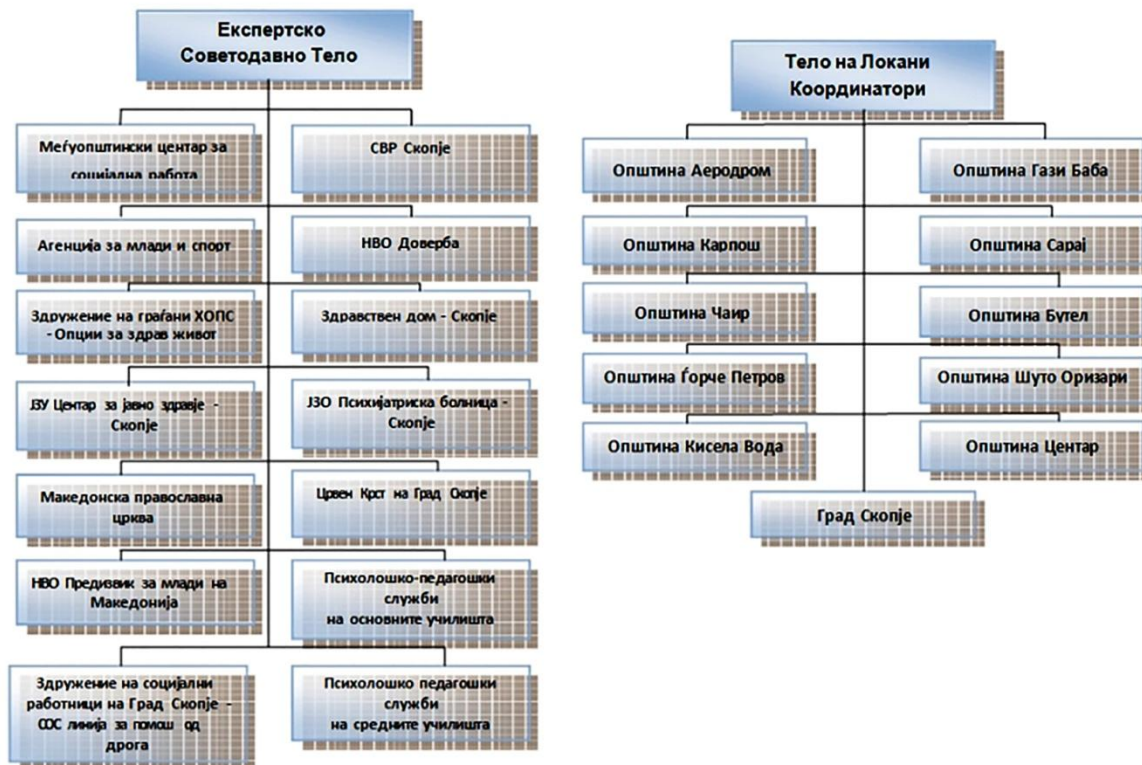 Експертско
Советодавно Тело
Меѓуопштински центар за
социјална работа
СВР Скопје
Агенција за млади и спорт
НВО Доверба
Здружение на граѓани ХОПС
- Опции за здрав живот
Здравствен дом - Скопје
ЈЗУ Центар за јавно здравје -
Скопје
ЈЗО Психијатриска болница -
Скопје
Македонска православна
црква
Црвен Крст на Град Скопје
НВО Предизвик за млади на
Македонија
Психолошко-педагошки
служби
на основните училишта
Здружение на социјални
работници на Град Скопје -
СОС линија за помош од
дрога
Психолошко педагошки
служби
на средните училишта
Тело на Локани
Координатори
Општина Аеродром
Општина Гази Баба
Општина Карпош
Општина Сарај
Општина Чаир
Општина Бутел
Општина Ѓорче Петров
Општина Шуто Оризари
Општина Кисела Вода
Општина Центар
Град Скопје